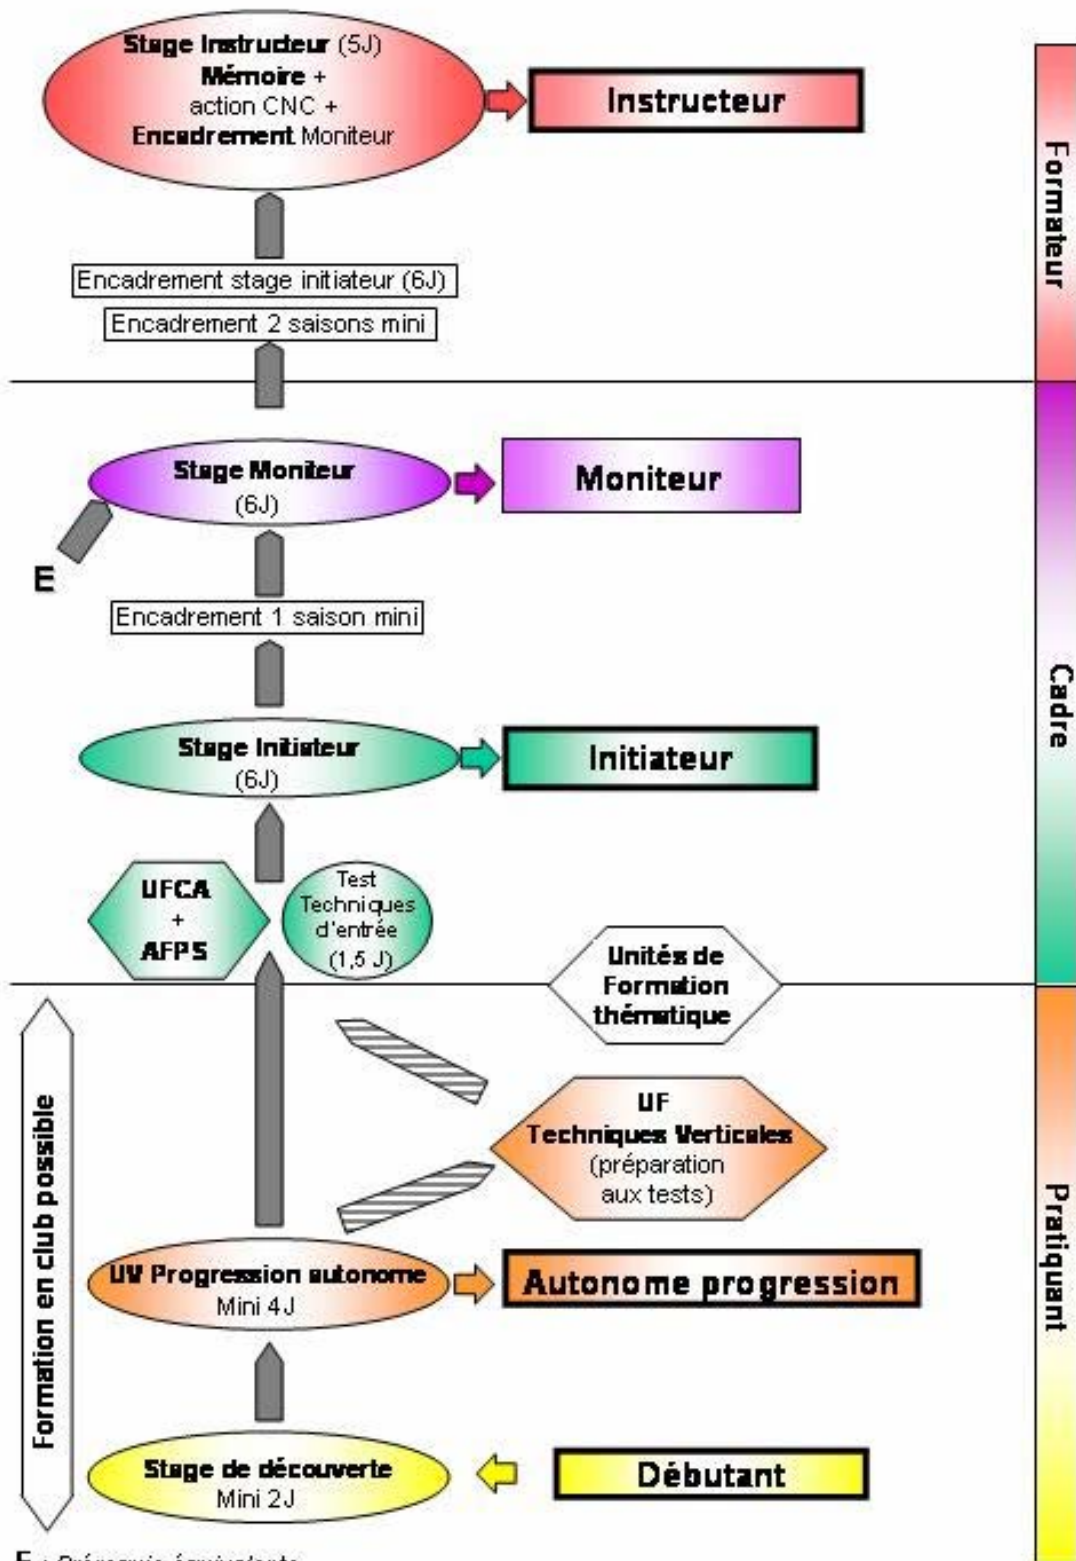 Stage Instructeur (5J)
Mémoire +
action CNC +
Encadrement Moniteur
Instructeur
Formateur
Encadrement stage initiateur (6J)
Encadrement 2 saisons mini
Stage Moniteur
(6J)
Moniteur
E
Encadrement 1 saison mini
Cadre
Stage Initiateur
(6J)
Initiateur
UFCA
+
AFPS
Test
Techniques
d'entrée
(1,5 J)
Unités de
Formation
thématique
Formation en club possible
UF
Techniques Verticales
(préparation
aux tests)
Pratiquant
UV Progression autonome
Mini 4J
Autonome progression
Stage de découverte
Mini 2J
Débutant
E : Prérequis équivalents